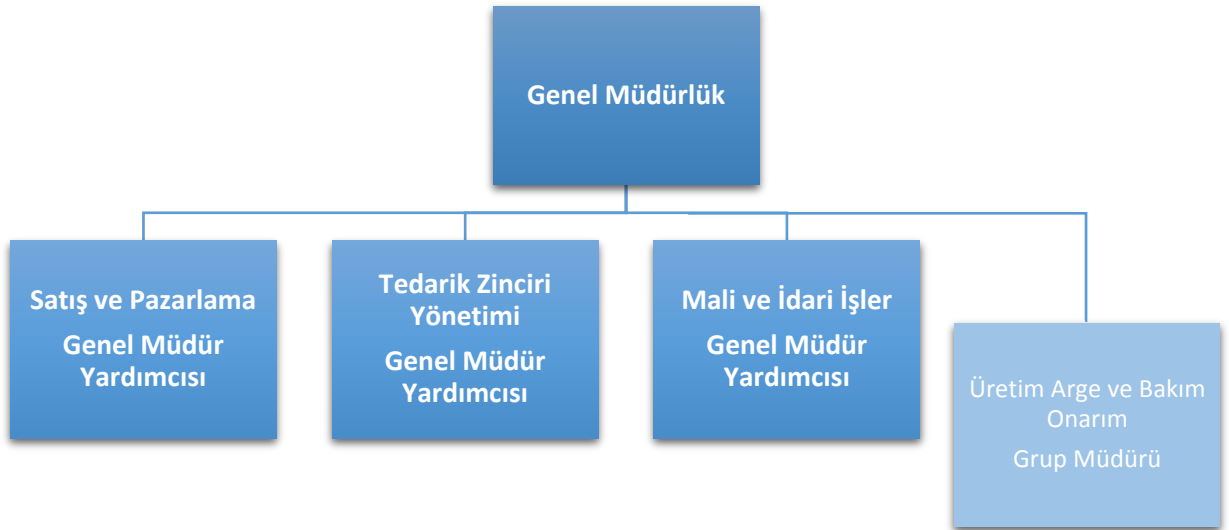 Genel Müdürlük
Satış ve Pazarlama
Genel Müdür
Yardımcısı
Tedarik Zinciri
Yönetimi
Genel Müdür
Yardımcısı
Mali ve İdari İşler
Genel Müdür
Yardımcısı
Üretim Arge ve Bakım
Onarım
Grup Müdürü